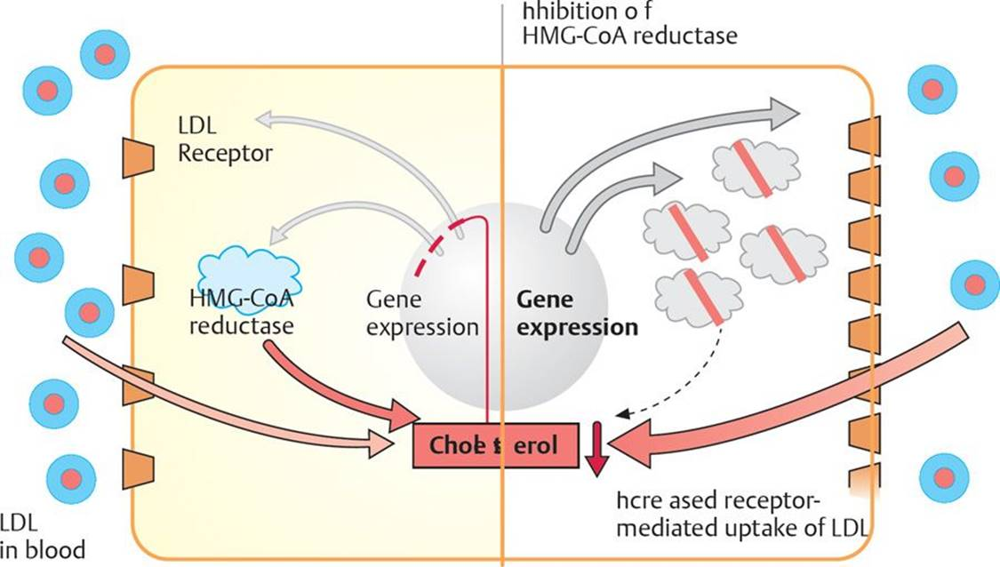 hhibition o f
HMG-CoA reductase
LDL
Receptor
HMG-CoA
reductase
Gene
expression
Gene
expression
Cholesterol
hcre ased receptor-
mediated uptake of LDL
LDL
in blood